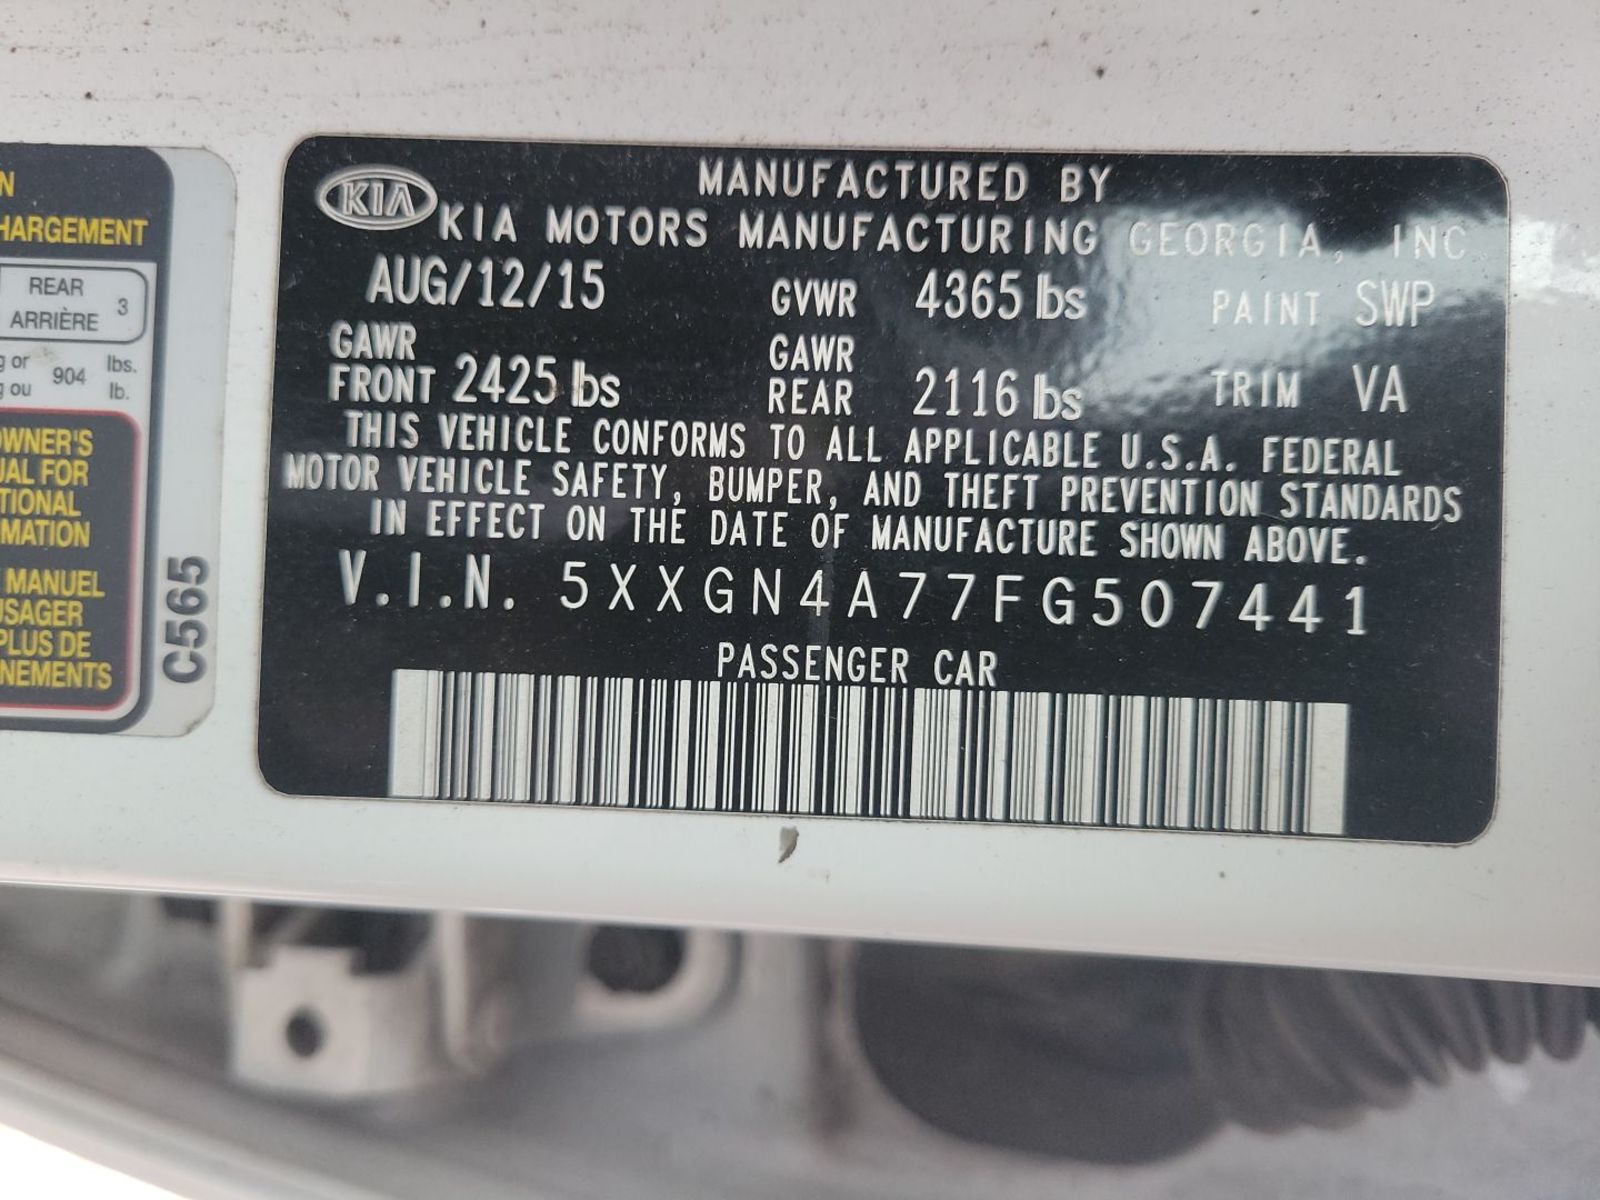 N
HARGEMENT
REAR
ARRIÈRE 3
or 904 lbs.
ou lb.
OWNER'S
UAL FOR
TIONAL
MATION
MANUEL
USAGER
PLUS DE
NEMENTS
C565
KIA
MANUFACTURED BY
KIA MOTORS MANUFACTURING GEORGIA, INC.
AUG/12/15 GVWR 4365 lbs PAINT SWP
GAWR FRONT 2425 lbs GAWR REAR 2116 lbs TRIM VA
THIS VEHICLE CONFORMS TO ALL APPLICABLE U.S.A. FEDERAL
MOTOR VEHICLE SAFETY, BUMPER, AND THEFT PREVENTION STANDARDS
IN EFFECT ON THE DATE OF MANUFACTURE SHOWN ABOVE.
V.I.N. 5XXGN4A77FG507441
PASSENGER CAR